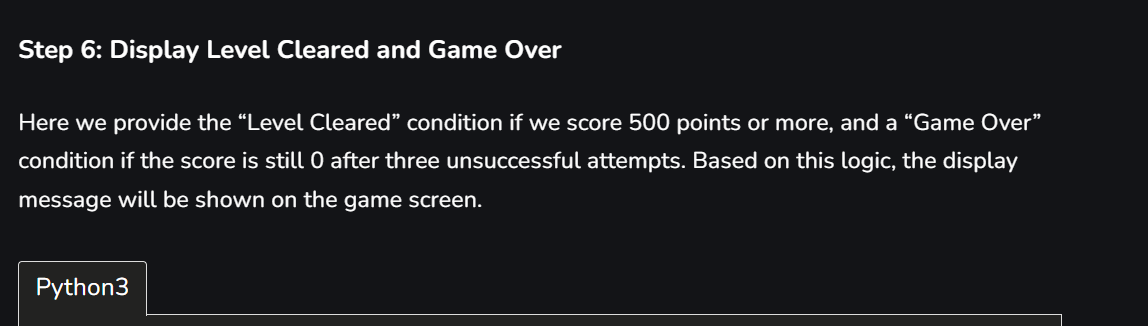 Step 6: Display Level Cleared and Game Over
Here we provide the “Level Cleared” condition if we score 500 points or more, and a “Game Over”
condition if the score is still 0 after three unsuccessful attempts. Based on this logic, the display
message will be shown on the game screen.
Python3